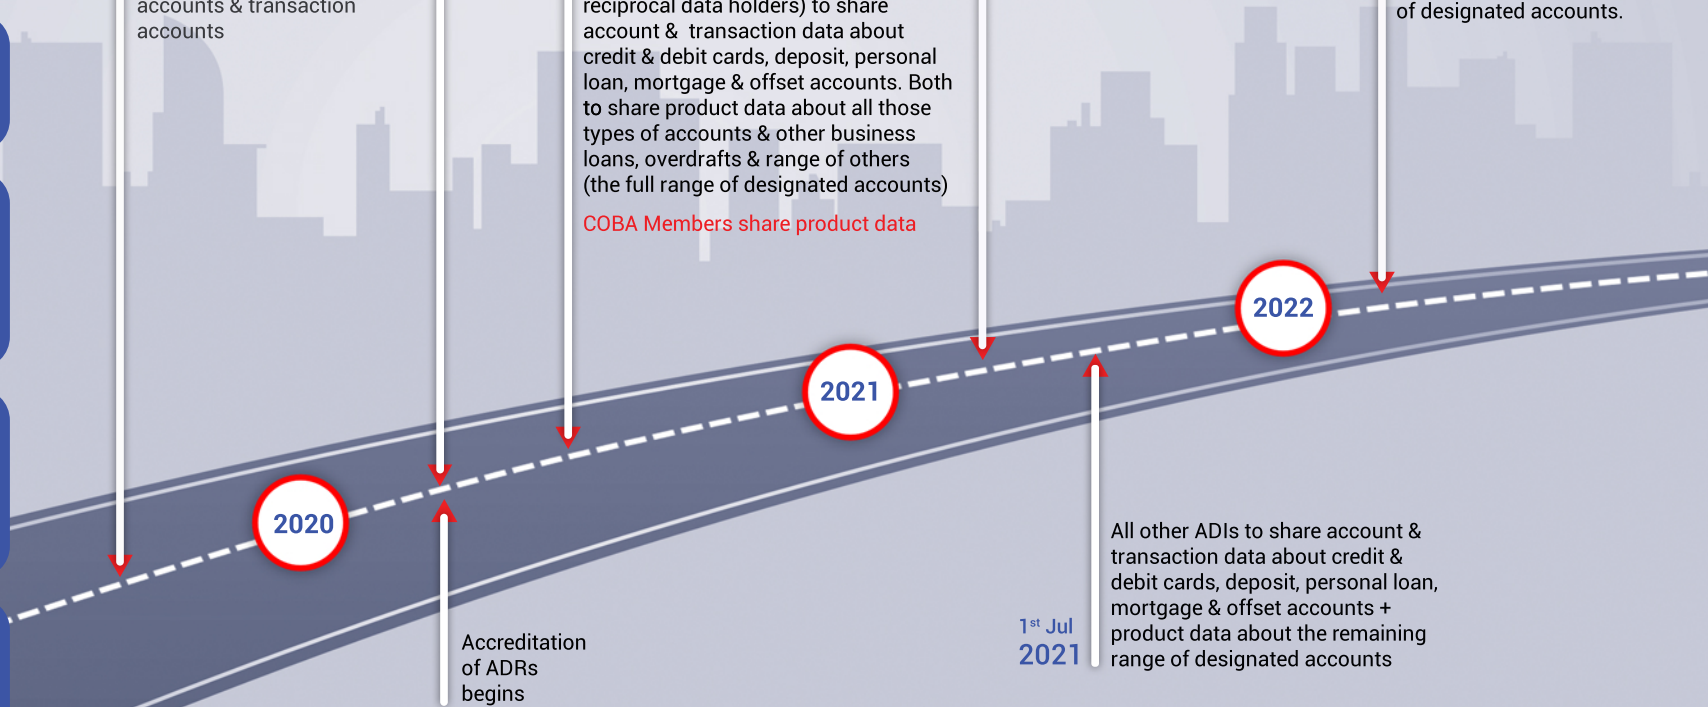 accounts & transaction
accounts
reciprocal data holders) to share
account & transaction data about
credit & debit cards, deposit, personal
loan, mortgage & offset accounts. Both
to share product data about all those
types of accounts & other business
loans, overdrafts & range of others
(the full range of designated accounts)
COBA Members share product data
of designated accounts.
2020
2021
2022
Accreditation
of ADRs
begins
1st Jul
2021
All other ADIs to share account &
transaction data about credit &
debit cards, deposit, personal loan,
mortgage & offset accounts +
product data about the remaining
range of designated accounts